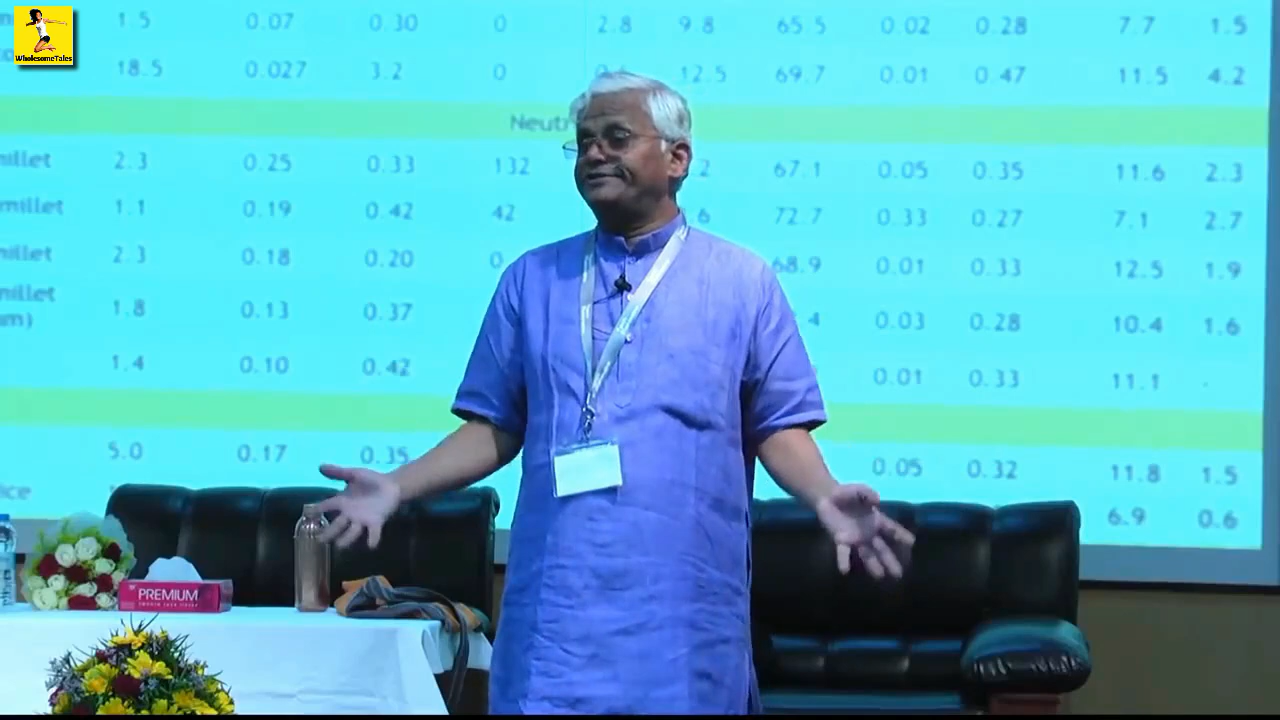 WholesomeTales
1.5 0.07 0.30 0 2.8 9.8 65.5 0.02 0.28 7.7 1.5
18.5 0.027 3.2 0 12.5 69.7 0.01 0.47 11.5 4.2
Neutr
millet 2.3 0.25 0.33 132 2 67.1 0.05 0.35 11.6 2.3
millet 1.1 0.19 0.42 42 6 72.7 0.33 0.27 7.1 2.7
millet 2.3 0.18 0.20 0 68.9 0.01 0.33 12.5 1.9
millet
um) 1.8 0.13 0.37 4 0.03 0.28 10.4 1.6
1.4 0.10 0.42 0.01 0.33 11.1
5.0 0.17 0.35 0.05 0.32 11.8 1.5
ice 6.9 0.6
PREMIUM